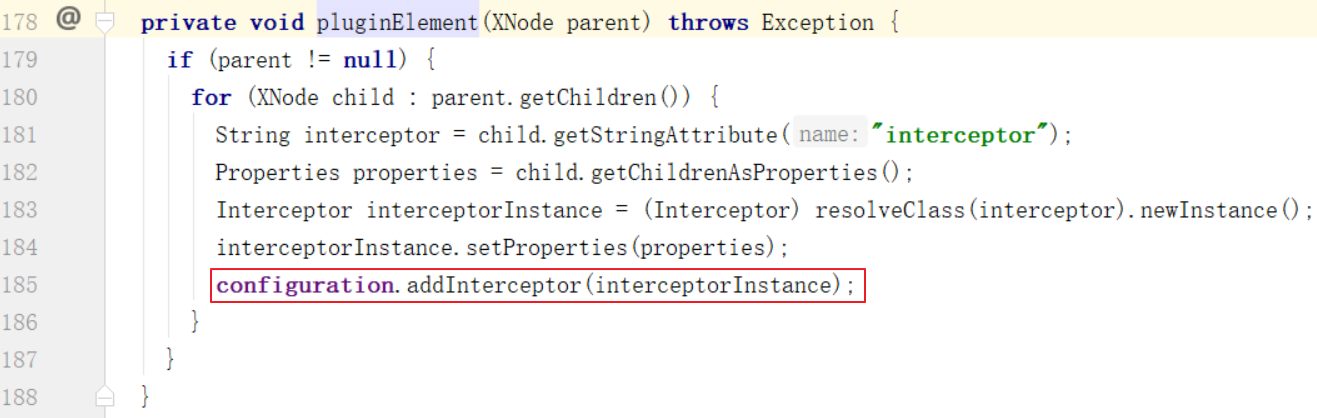 178 @ private void pluginElement(XNode parent) throws Exception {
179 if (parent != null) {
180 for (XNode child : parent.getChildren()) {
181 String interceptor = child.getStringAttribute( name: "interceptor");
182 Properties properties = child.getChildrenAsProperties();
183 Interceptor interceptorInstance = (Interceptor) resolveClass(interceptor).newInstance();
184 interceptorInstance.setProperties(properties);
185 configuration.addInterceptor(interceptorInstance);
186 }
187 }
188 }